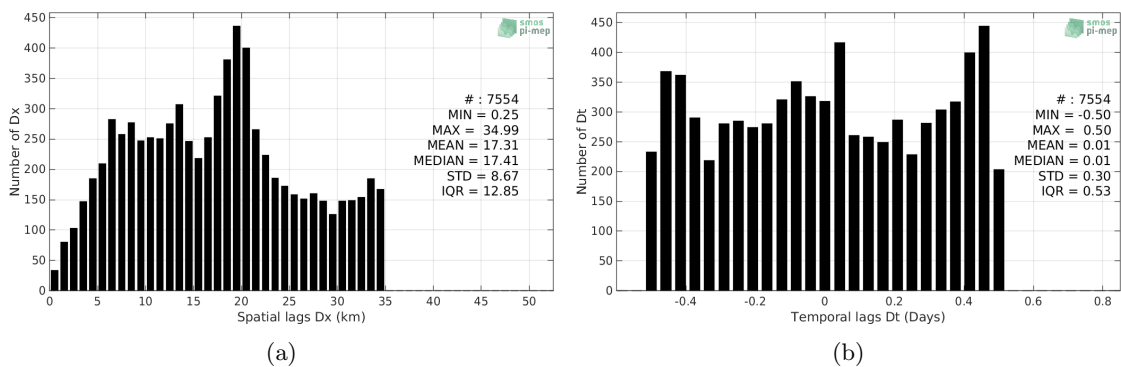 450
400
350
300
250
200
150
100
50
0
Number of Dx
0 5 10 15 20 25 30 35 40 45 50
Spatial lags Dx (km)
smos
pi-mep
# : 7554
MIN = 0.25
MAX = 34.99
MEAN = 17.31
MEDIAN = 17.41
STD = 8.67
IQR = 12.85
(a)
450
400
350
300
250
200
150
100
50
0
Number of Dt
-0.4 -0.2 0 0.2 0.4 0.6 0.8
Temporal lags Dt (Days)
smos
pi-mep
# : 7554
MIN = -0.50
MAX = 0.50
MEAN = 0.01
MEDIAN = 0.01
STD = 0.30
IQR = 0.53
(b)